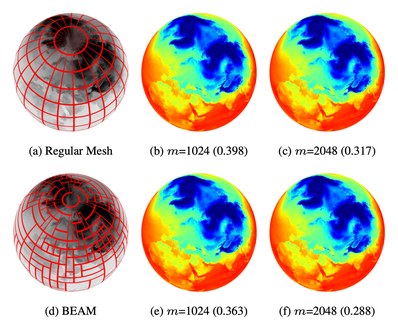 (a) Regular Mesh
(b) m=1024 (0.398)
(c) m=2048 (0.317)
(d) BEAM
(e) m=1024 (0.363)
(f) m=2048 (0.288)